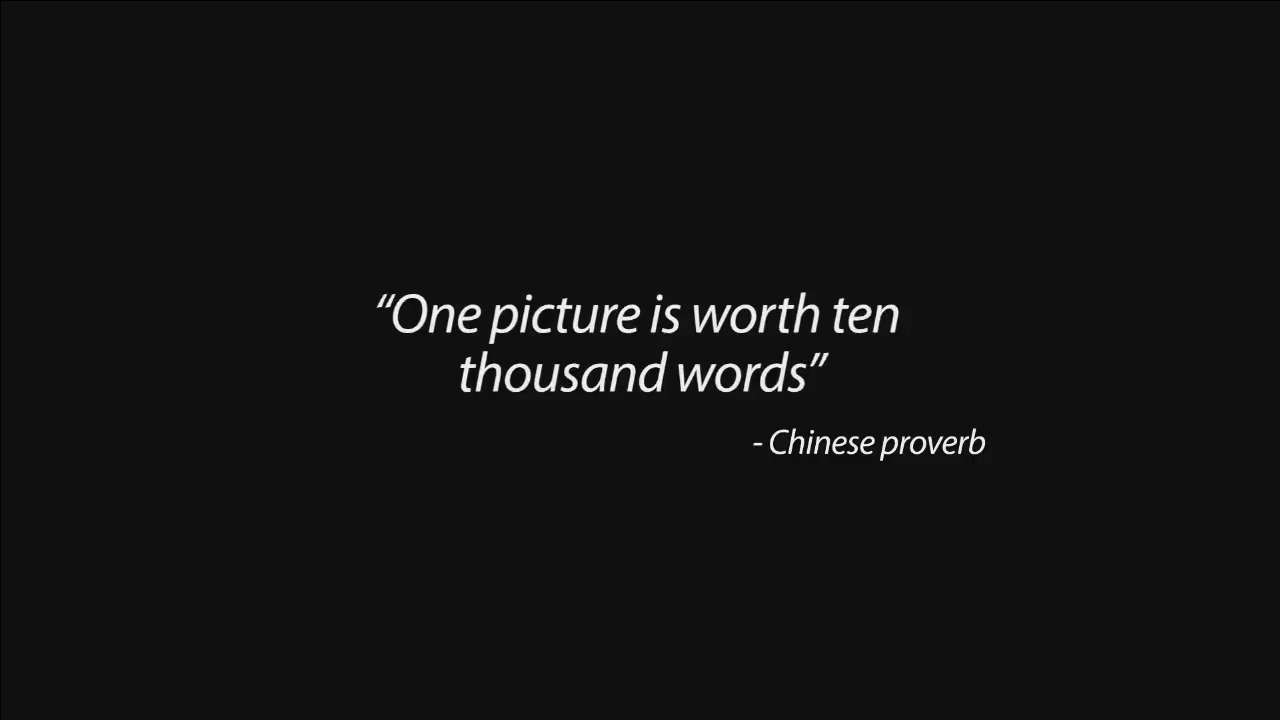 “One picture is worth ten
thousand words”
- Chinese proverb